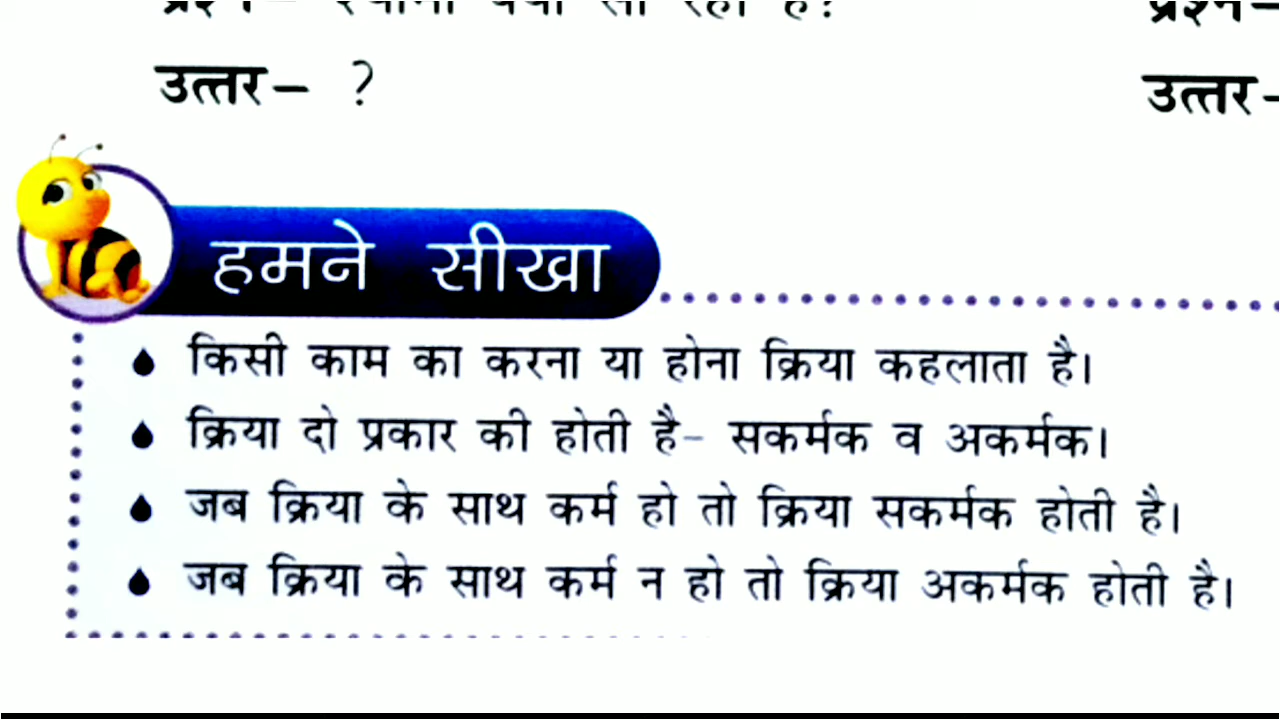 उत्तर– ?
उत्तर-
हमने सीखा
किसी काम का करना या होना क्रिया कहलाता है।
क्रिया दो प्रकार की होती है- सकर्मक व अकर्मक।
जब क्रिया के साथ कर्म हो तो क्रिया सकर्मक होती है।
जब क्रिया के साथ कर्म न हो तो क्रिया अकर्मक होती है।